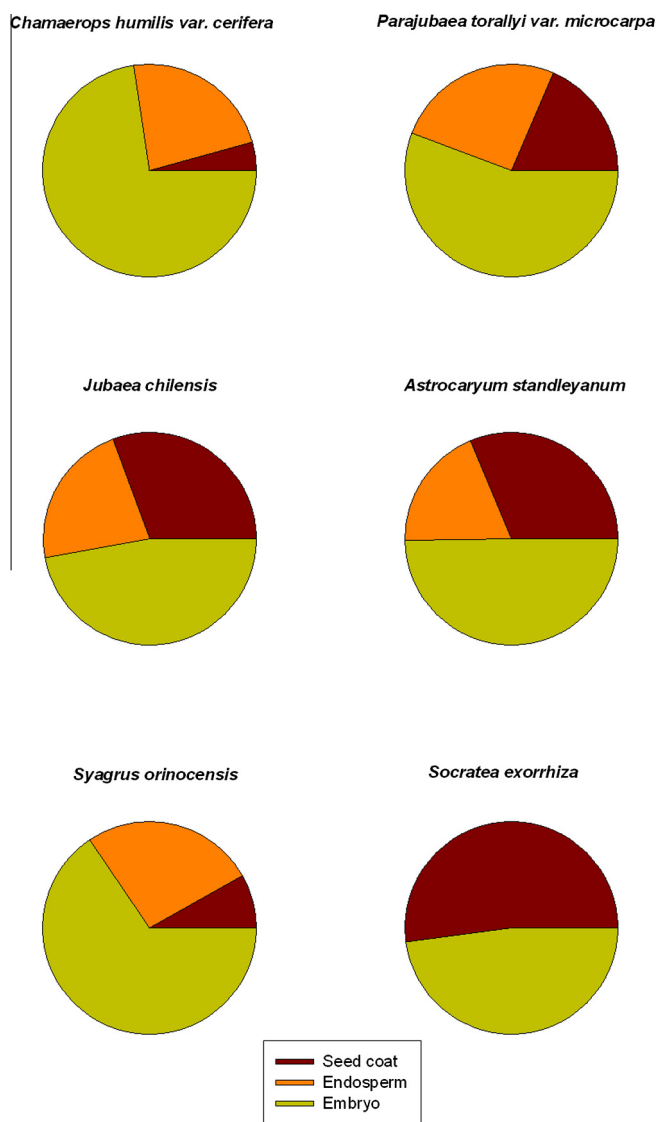 Chamaerops humilis var. cerifera
Parajubaea torallyi var. microcarpa
Jubaea chilensis
Astrocaryum standleyanum
Syagrus orinocensis
Socratea exorrhiza
Seed coat
Endosperm
Embryo